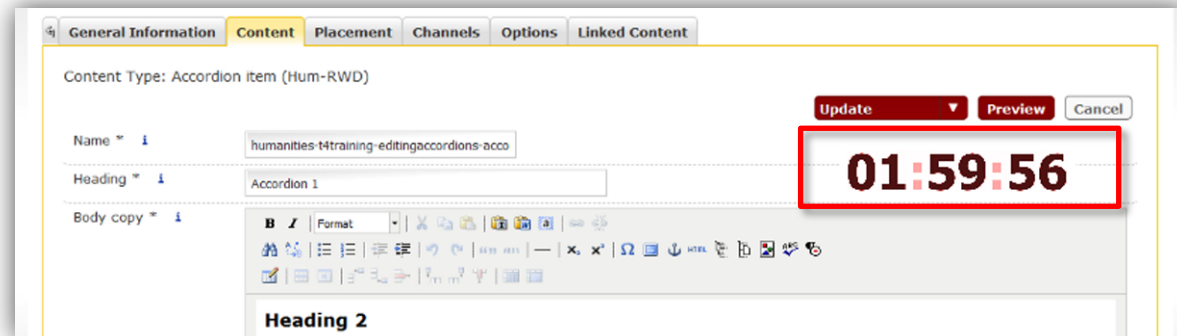 General Information Content Placement Channels Options Linked Content
Content Type: Accordion item (Hum-RWD)
Update Preview Cancel
Name * i humanities-t4training-editingaccordions-acco
01:59:56
Heading * i Accordion 1
Body copy * i
B I Format
HTML
Heading 2